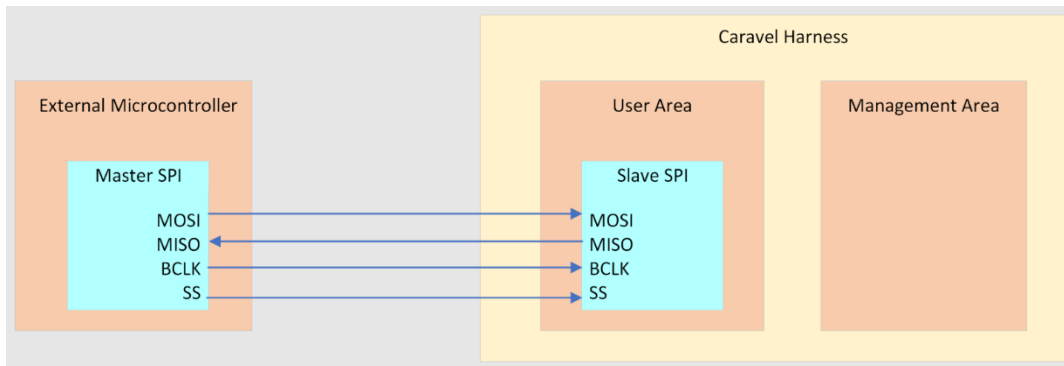 Caravel Harness
External Microcontroller
User Area
Management Area
Master SPI
Slave SPI
MOSI
MISO
BCLK
SS
MOSI
MISO
BCLK
SS